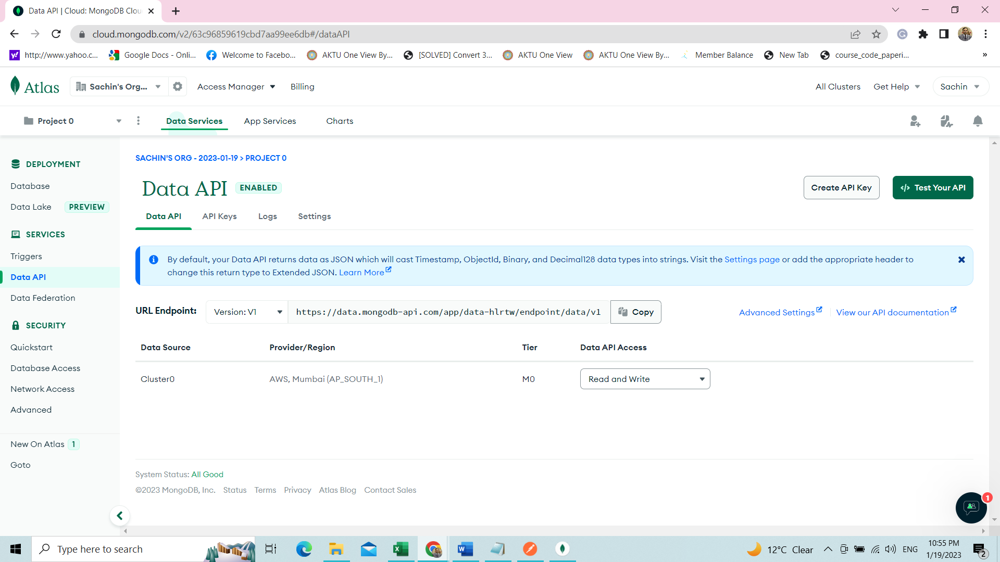 Data API | Cloud: MongoDB Clou
cloud.mongodb.com/v2/63c96859619cbd7aa99ee6db#/dataAPI
http://www.yahoo.c... Google Docs - Onli... Welcome to Facebo... AKTU One View By... [SOLVED] Convert 3... AKTU One View AKTU One View By... Member Balance New Tab course_code_paperi... »
Atlas Sachin's Org... Access Manager Billing All Clusters Get Help Sachin
Project 0 Data Services App Services Charts
SACHIN'S ORG - 2023-01-19 > PROJECT 0
DEPLOYMENT
Database
Data Lake PREVIEW
SERVICES
Triggers
Data API
Data Federation
SECURITY
Quickstart
Database Access
Network Access
Advanced
New On Atlas 1
Goto
Data API ENABLED Create API Key </> Test Your API
Data API API Keys Logs Settings
By default, your Data API returns data as JSON which will cast Timestamp, ObjectId, Binary, and Decimal128 data types into strings. Visit the Settings page or add the appropriate header to
change this return type to Extended JSON. Learn More
URL Endpoint: Version: V1 https://data.mongodb-api.com/app/data-hlrtw/endpoint/data/v1 Copy Advanced Settings View our API documentation
Data Source Provider/Region Tier Data API Access
Cluster0 AWS, Mumbai (AP_SOUTH_1) M0 Read and Write
System Status: All Good
©2023 MongoDB, Inc. Status Terms Privacy Atlas Blog Contact Sales
1
Type here to search 12°C Clear ENG 10:55 PM
1/19/2023 2